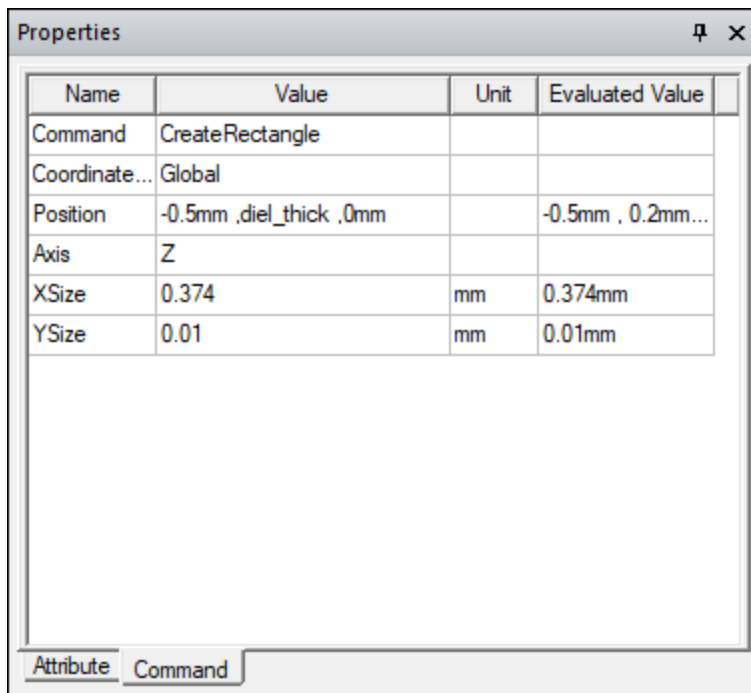 Properties
Name Value Unit Evaluated Value
Command CreateRectangle
Coordinate... Global
Position -0.5mm ,diel_thick ,0mm -0.5mm , 0.2mm...
Axis Z
XSize 0.374 mm 0.374mm
YSize 0.01 mm 0.01mm
Attribute Command